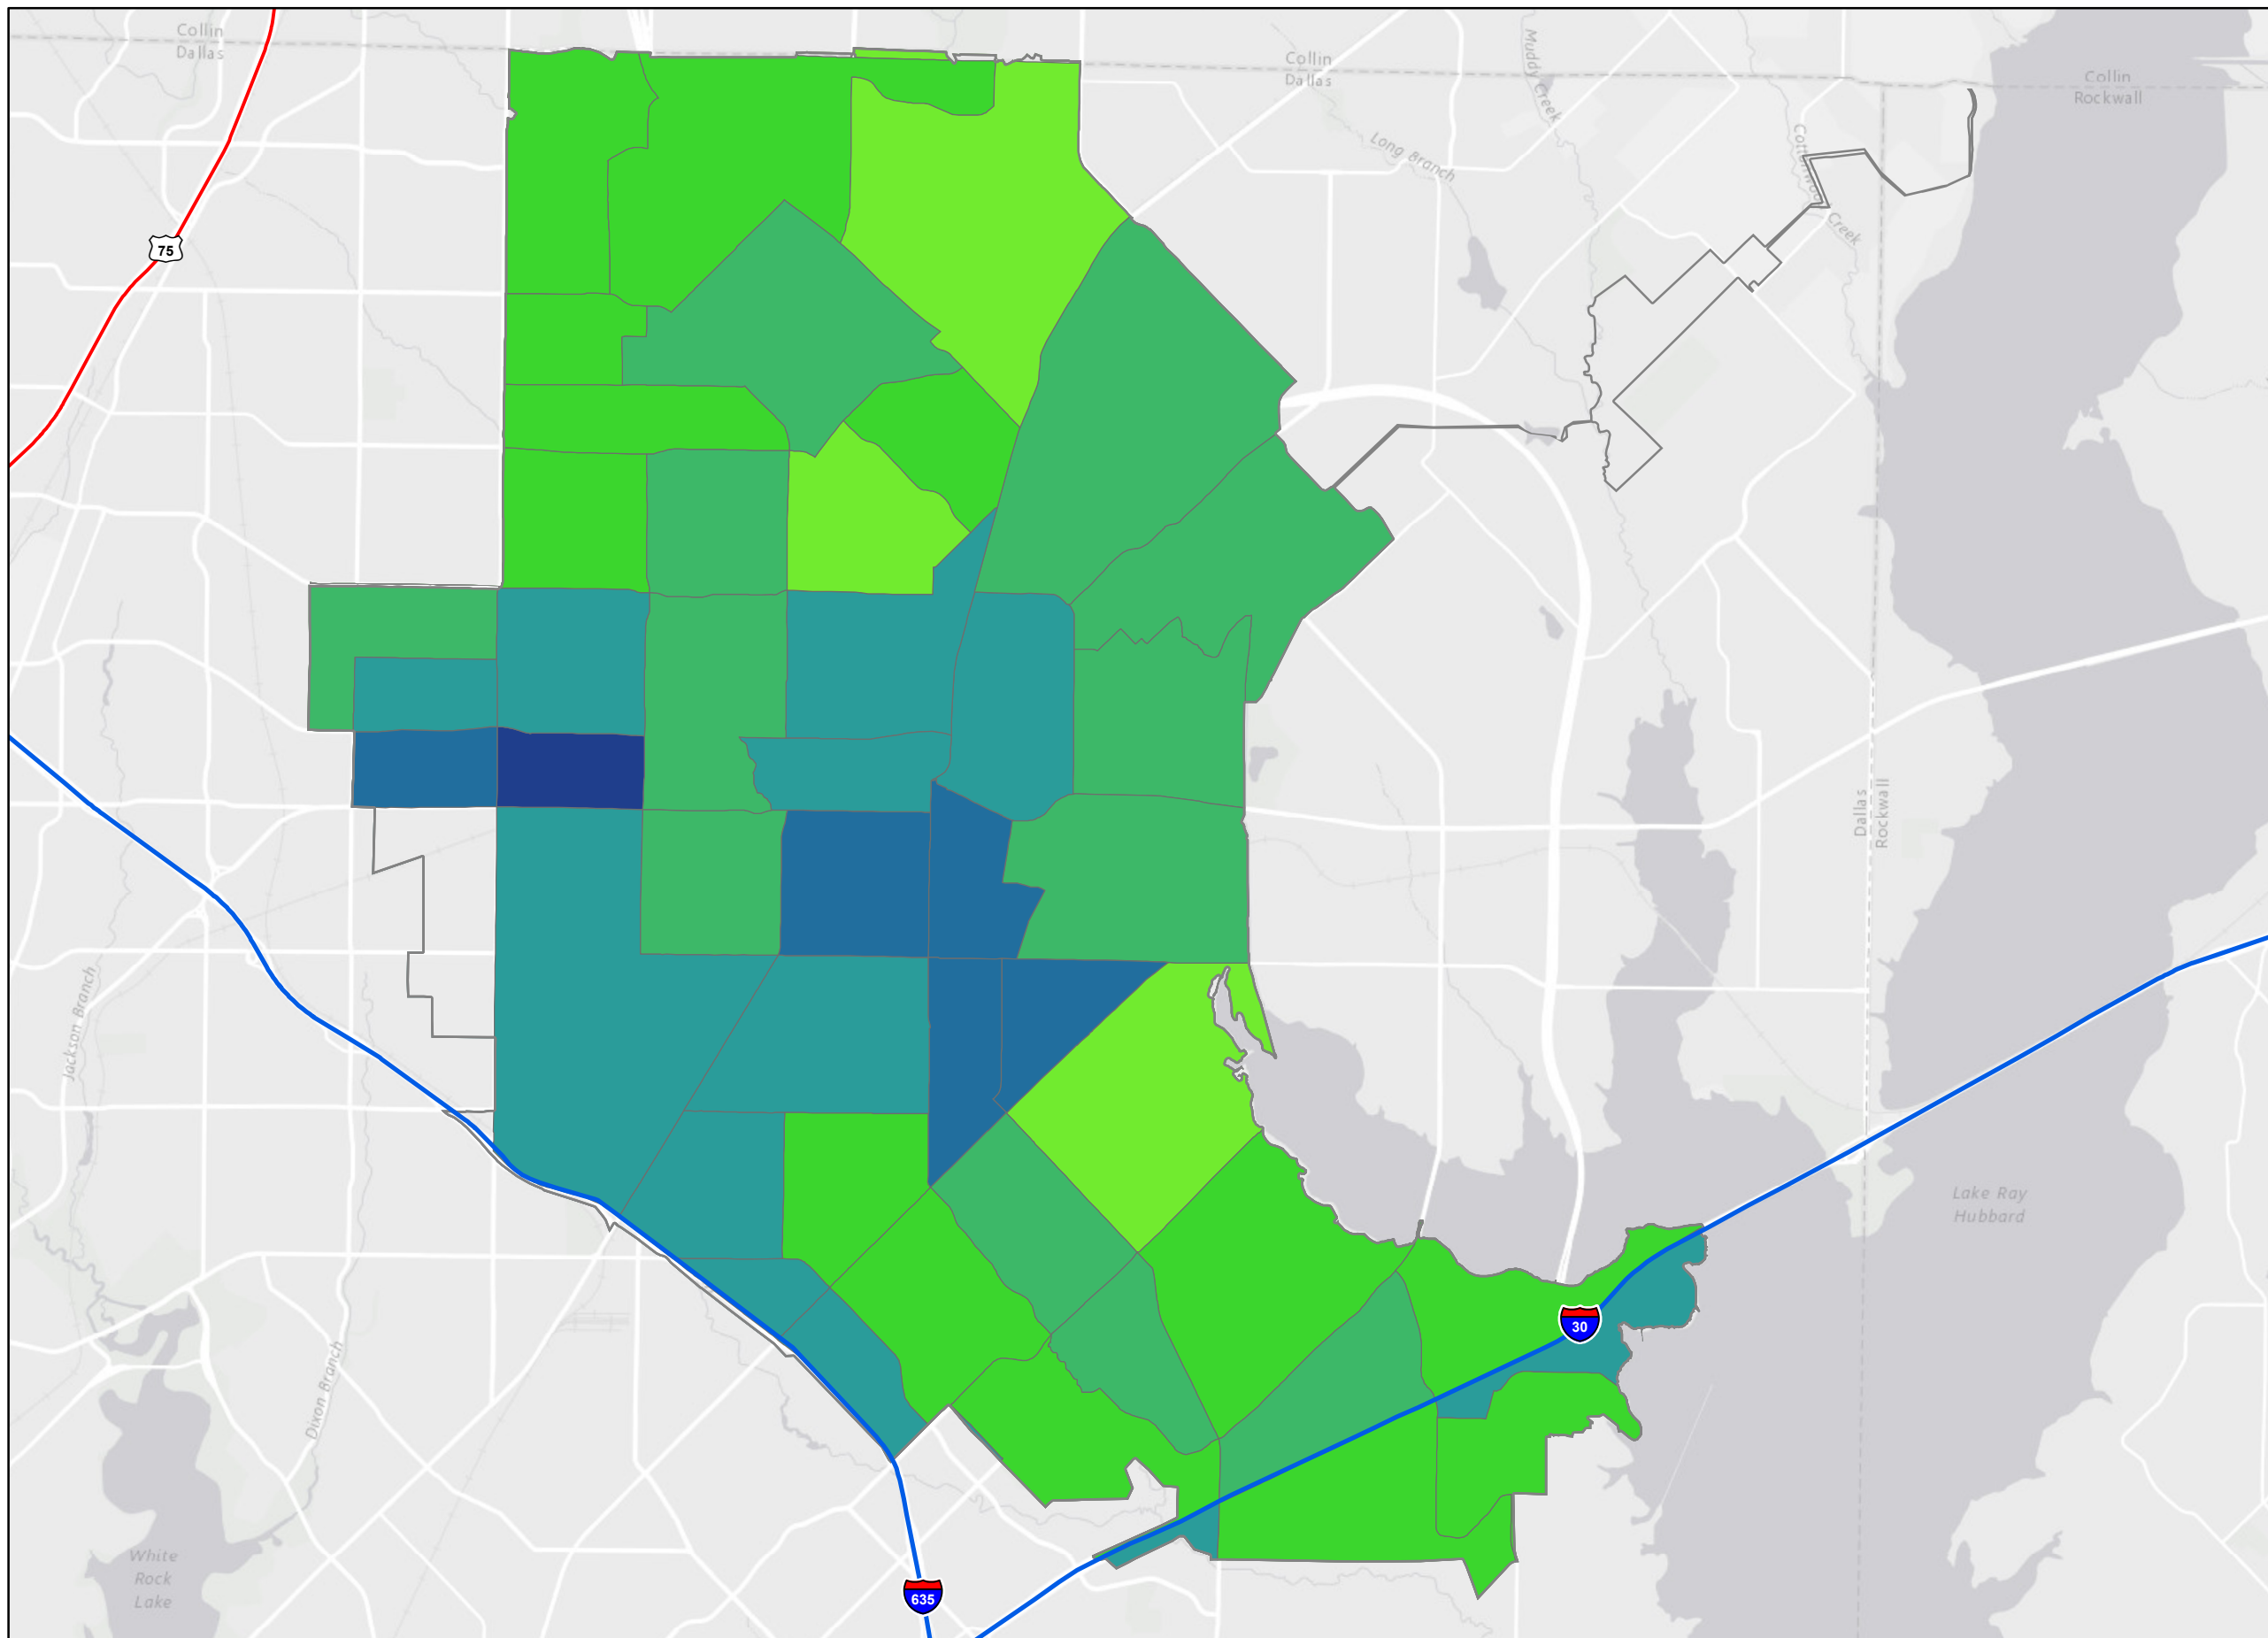 Collin
Dallas
Collin
Dallas
Collin
Rockwall
Muddy Creek
Long Branch
Cottonwood Creek
75
Dallas
Rockwall
Jackson Branch
Lake Ray
Hubbard
30
Dixon Branch
White
Rock
Lake
635